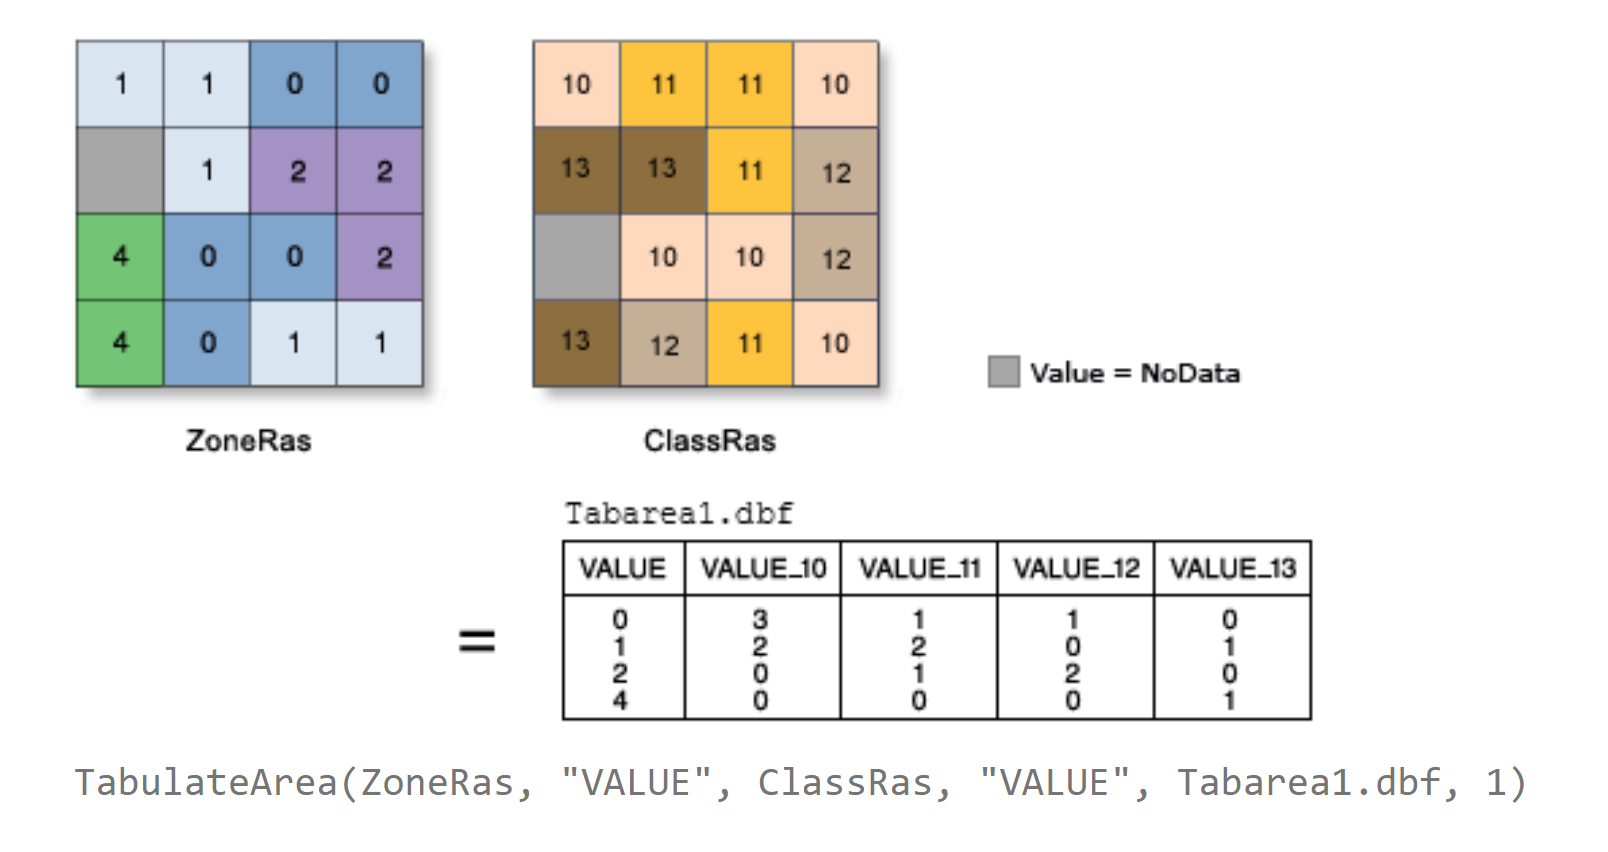 1 1 0 0
1 2 2
4 0 0 2
4 0 1 1
ZoneRas
10 11 11 10
13 13 11 12
10 10 12
13 12 11 10
ClassRas
Value = NoData
Tabarea1.dbf
=
VALUE VALUE_10 VALUE_11 VALUE_12 VALUE_13
0 3 1 1 0
1 2 2 0 1
2 0 1 2 0
4 0 0 0 1
TabulateArea(ZoneRas, "VALUE", ClassRas, "VALUE", Tabarea1.dbf, 1)